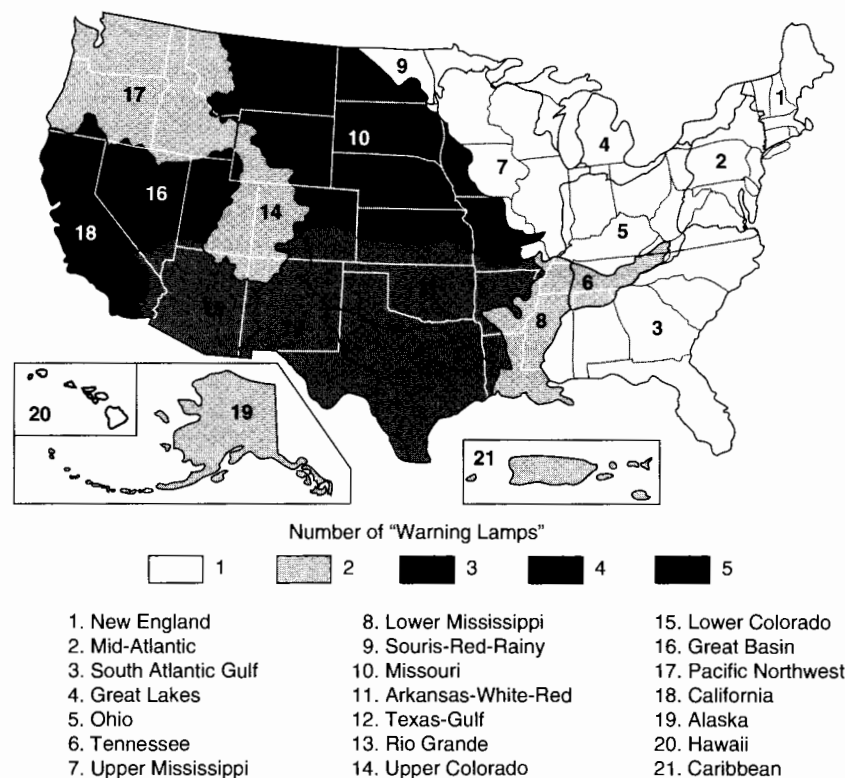 9
1
17
10
4
2
7
16
14
5
18
6
8
3
20
19
21
Number of "Warning Lamps"
1 2 3 4 5
1. New England
2. Mid-Atlantic
3. South Atlantic Gulf
4. Great Lakes
5. Ohio
6. Tennessee
7. Upper Mississippi
8. Lower Mississippi
9. Souris-Red-Rainy
10. Missouri
11. Arkansas-White-Red
12. Texas-Gulf
13. Rio Grande
14. Upper Colorado
15. Lower Colorado
16. Great Basin
17. Pacific Northwest
18. California
19. Alaska
20. Hawaii
21. Caribbean